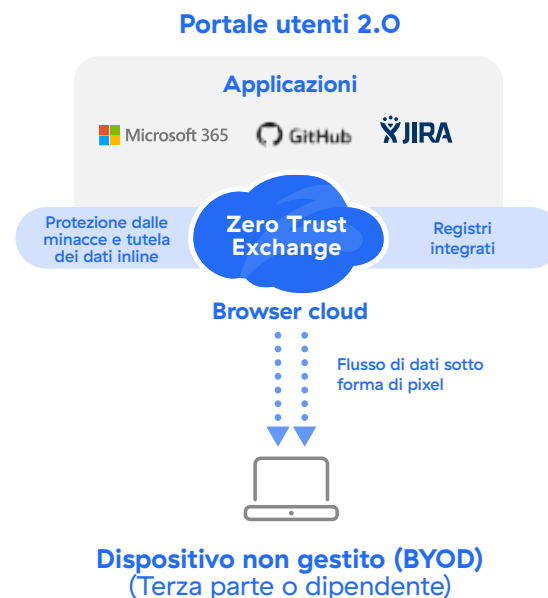 Portale utenti 2.0
Applicazioni
Microsoft 365
GitHub
JIRA
Protezione dalle
minacce e tutela
dei dati inline
Zero Trust
Exchange
Registri
integrati
Browser cloud
Flusso di dati sotto
forma di pixel
Dispositivo non gestito (BYOD)
(Terza parte o dipendente)